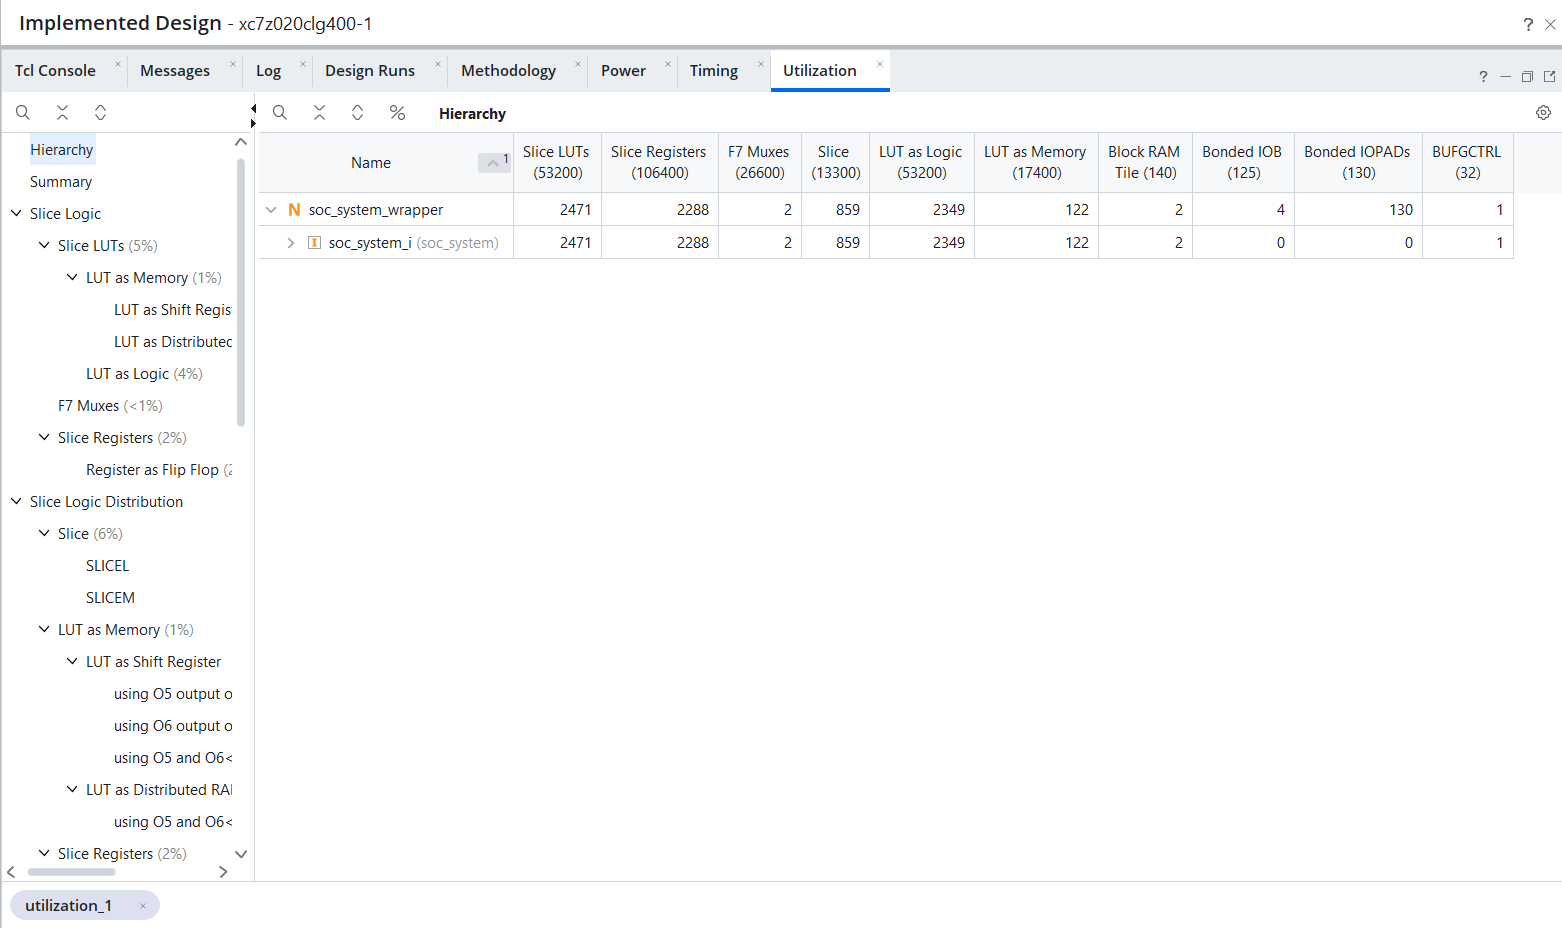 Implemented Design - xc7z020clg400-1
Tcl Console
Messages
Log
Design Runs
Methodology
Power
Timing
Utilization
Hierarchy
Summary
Slice Logic
Slice LUTs (5%)
LUT as Memory (1%)
LUT as Shift Regis
LUT as Distributed
LUT as Logic (4%)
F7 Muxes (<1%)
Slice Registers (2%)
Register as Flip Flop (2
Slice Logic Distribution
Slice (6%)
SLICEL
SLICEM
LUT as Memory (1%)
LUT as Shift Register
using O5 output o
using O6 output o
using O5 and O6<
LUT as Distributed RA
using O5 and O6<
Slice Registers (2%)
Hierarchy
Name 1
Slice LUTs (53200)
Slice Registers (106400)
F7 Muxes (26600)
Slice (13300)
LUT as Logic (53200)
LUT as Memory (17400)
Block RAM Tile (140)
Bonded IOB (125)
Bonded IOPADs (130)
BUFGCTRL (32)
N soc_system_wrapper 2471 2288 2 859 2349 122 2 4 130 1
I soc_system_i (soc_system) 2471 2288 2 859 2349 122 2 0 0 1
utilization_1